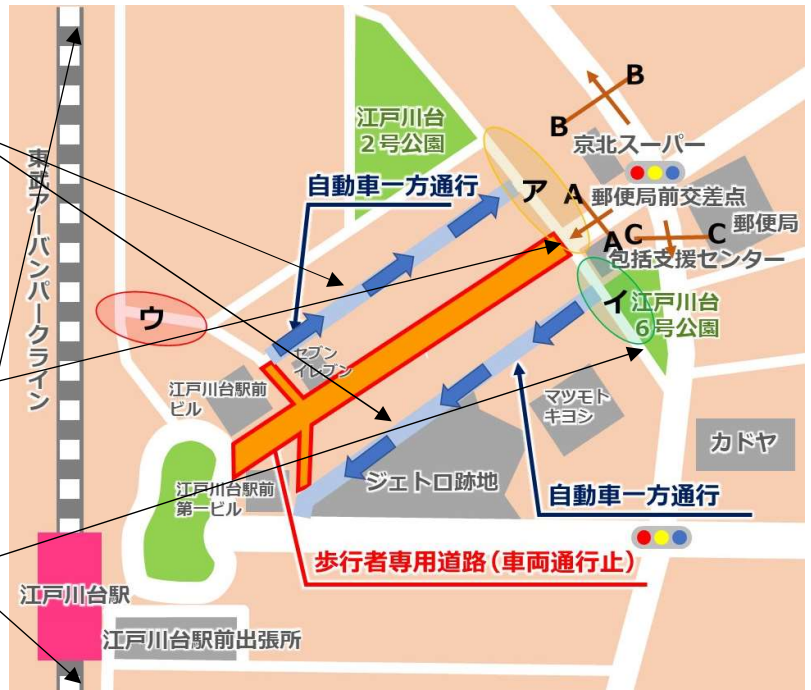 江戸川台
2号公園
B
B
京北スーパー
東武アーバンパークライン
自動車一方通行
ア
A
郵便局前交差点
郵便局
A
C
C
包括支援センター
イ
江戸川台
6号公園
ウ
セブン
イレブン
江戸川台駅前
ビル
マツモト
キヨシ
カドヤ
江戸川台駅前
第一ビル
ジェトロ跡地
自動車一方通行
歩行者専用道路（車両通行止）
江戸川台駅
江戸川台駅前出張所